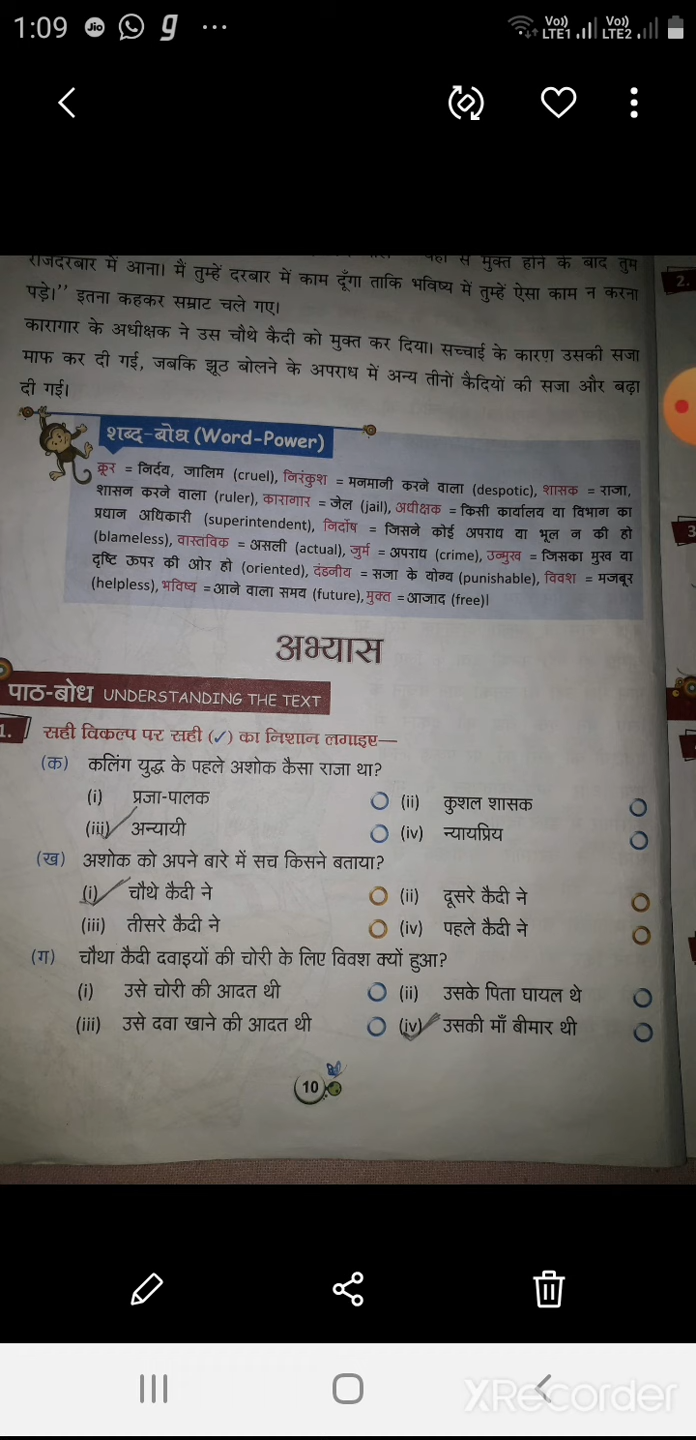 1:09 Jio g ... Vo) LTE1 Vo) LTE2
से मुक्त होने के बाद तुम
राजदरबार में आना। मैं तुम्हें दरबार में काम दूँगा ताकि भविष्य में तुम्हें ऐसा काम न करना
पड़े।” इतना कहकर सम्राट चले गए।
कारागार के अधीक्षक ने उस चौथे कैदी को मुक्त कर दिया। सच्चाई के कारण उसकी सजा
माफ कर दी गई, जबकि झूठ बोलने के अपराध में अन्य तीनों कैदियों की सजा और बढ़ा
दी गई।
शब्द-बोध (Word-Power)
क्रूर = निर्दय, जालिम (cruel), निरंकुश = मनमानी करने वाला (despotic), शासक = राजा,
शासन करने वाला (ruler), कारागार = जेल (jail), अधीक्षक = किसी कार्यालय या विभाग का
प्रधान अधिकारी (superintendent), निर्दोष = जिसने कोई अपराध या भूल न की हो
(blameless), वास्तविक = असली (actual), जुर्म = अपराध (crime), उन्मुख = जिसका मुख या
दृष्टि ऊपर की ओर हो (oriented), दंडनीय = सजा के योग्य (punishable), विवश = मजबूर
(helpless), भविष्य = आने वाला समय (future), मुक्त = आजाद (free)।
अभ्यास
पाठ-बोध UNDERSTANDING THE TEXT
1. सही विकल्प पर सही (✓) का निशान लगाइए—
(क) कलिंग युद्ध के पहले अशोक कैसा राजा था?
(i) प्रजा-पालक (ii) कुशल शासक
(iii) अन्यायी (iv) न्यायप्रिय
(ख) अशोक को अपने बारे में सच किसने बताया?
(i) चौथे कैदी ने (ii) दूसरे कैदी ने
(iii) तीसरे कैदी ने (iv) पहले कैदी ने
(ग) चौथा कैदी दवाइयों की चोरी के लिए विवश क्यों हुआ?
(i) उसे चोरी की आदत थी (ii) उसके पिता घायल थे
(iii) उसे दवा खाने की आदत थी (iv) उसकी माँ बीमार थी
10
2.
3
XRecorder